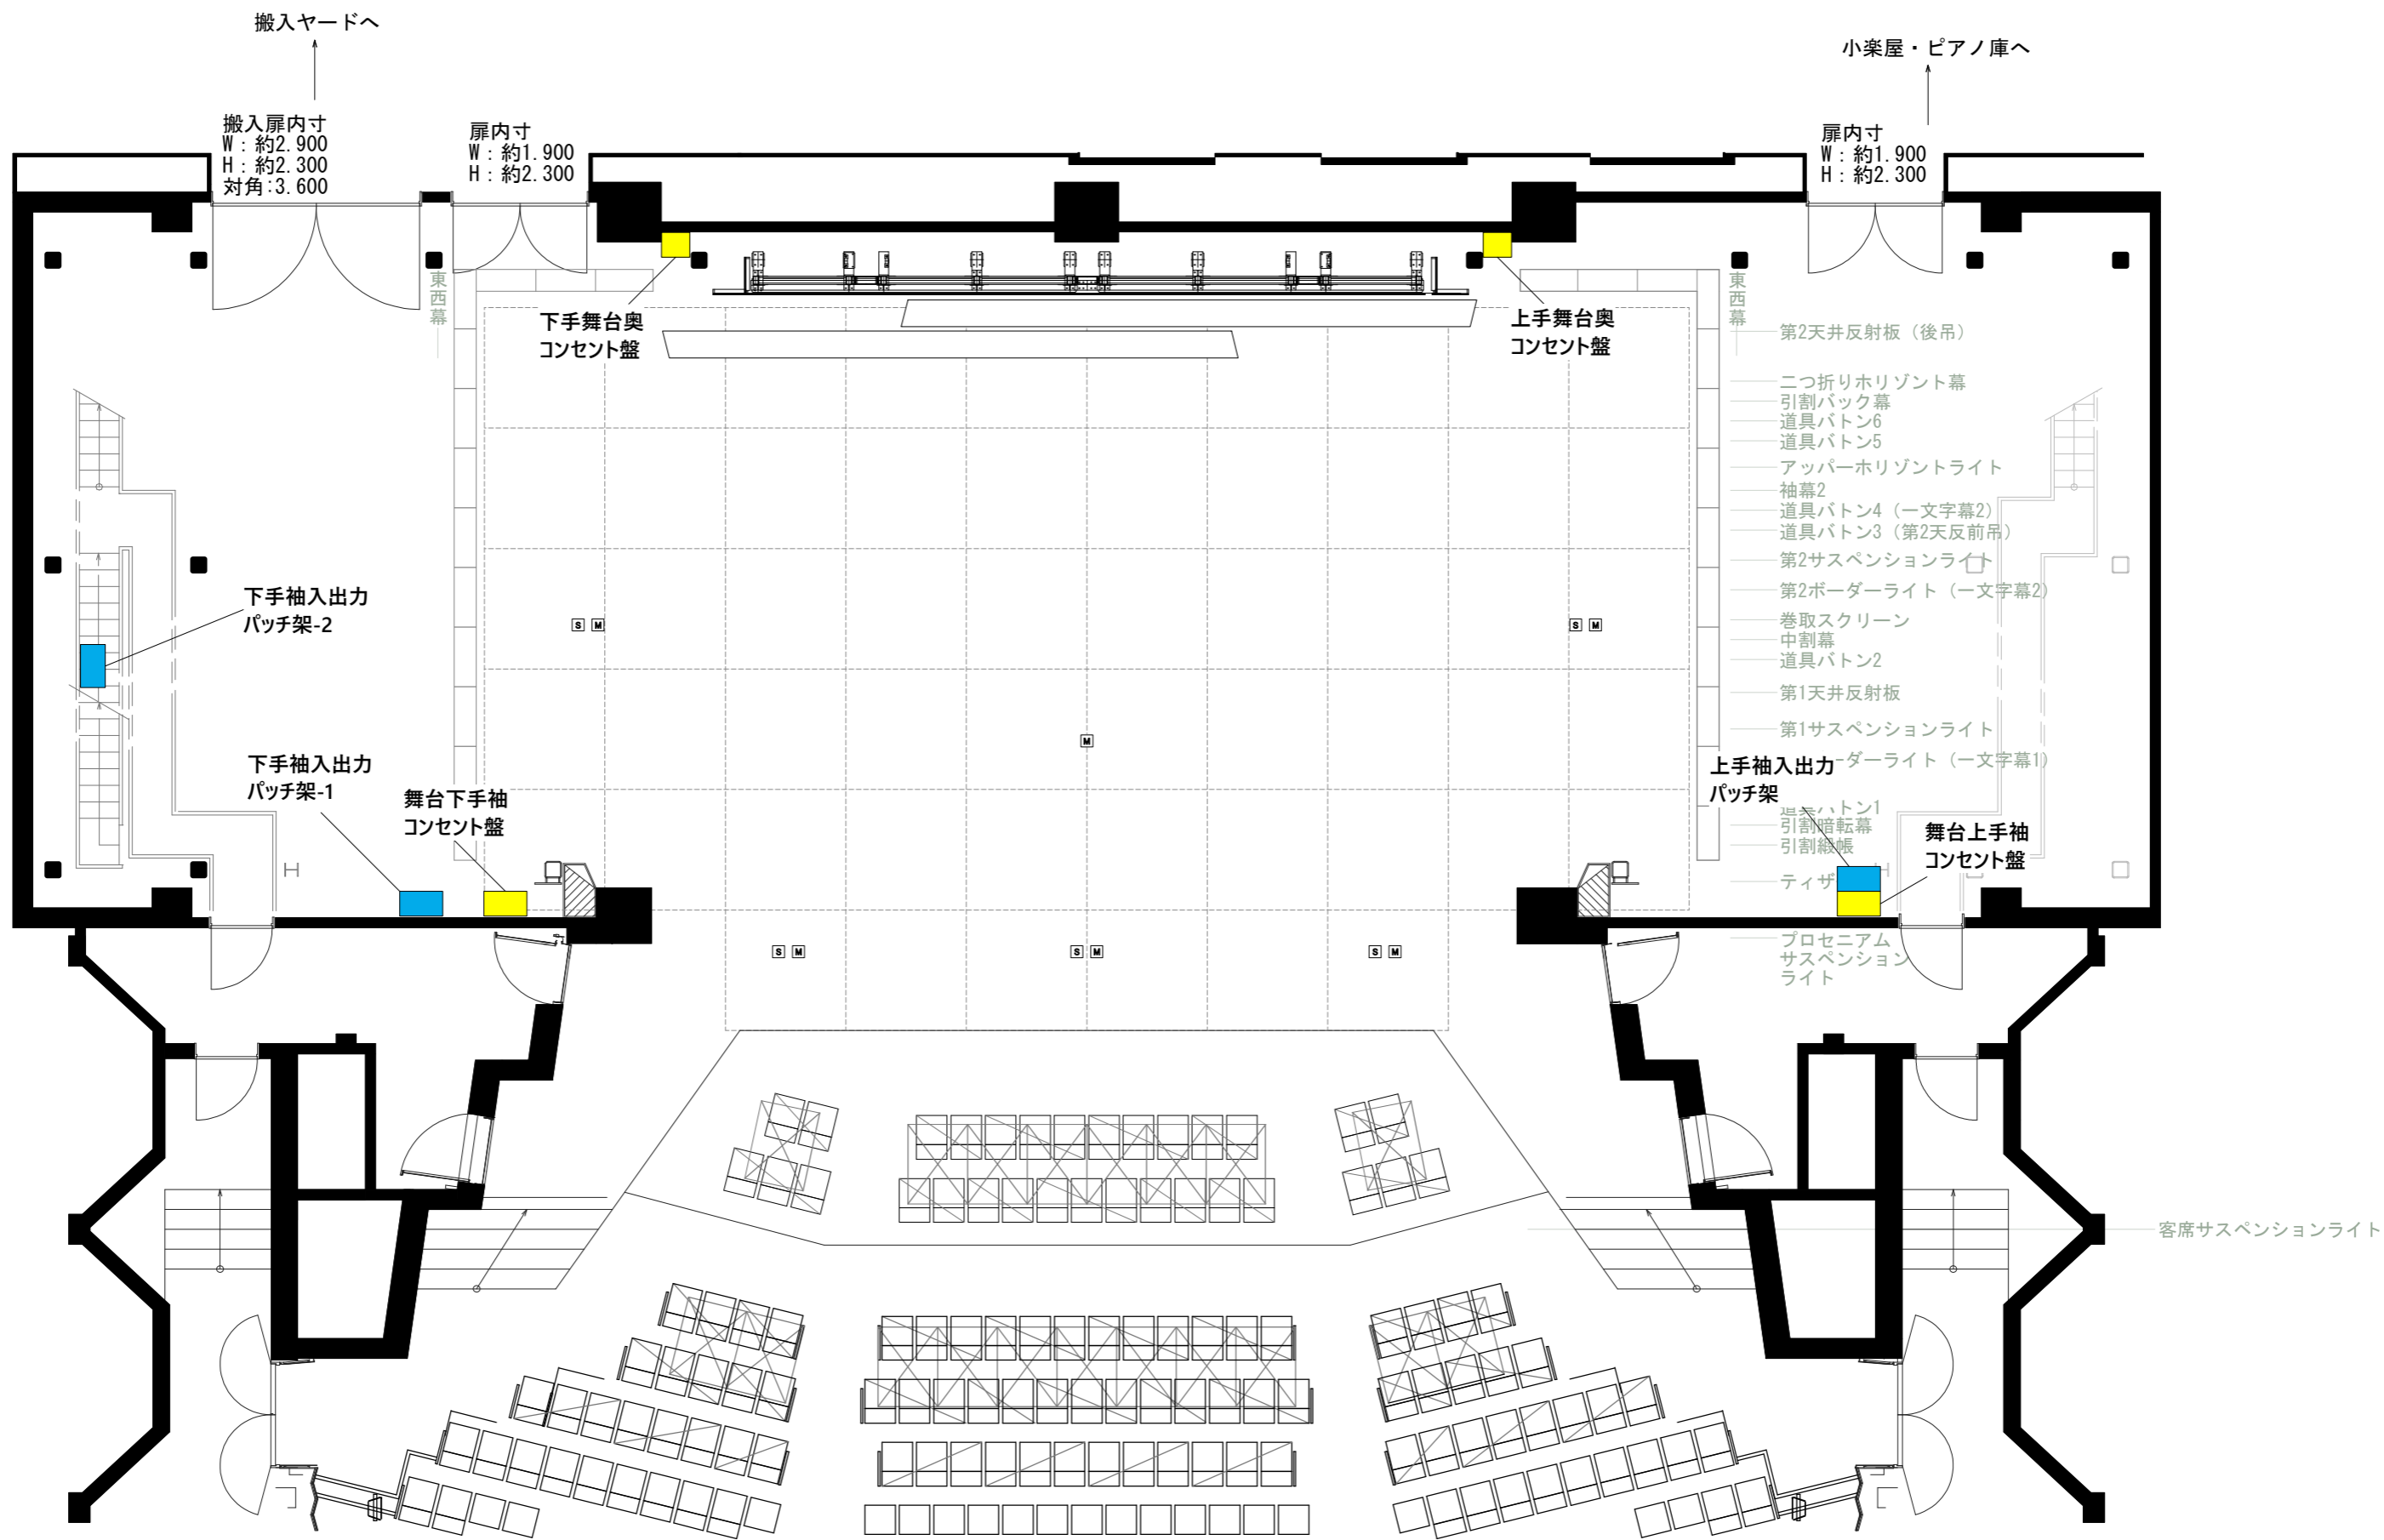 搬入ヤードへ
小楽屋・ピアノ庫へ
搬入扉内寸
W：約2.900
H：約2.300
対角:3.600
扉内寸
W：約1.900
H：約2.300
扉内寸
W：約1.900
H：約2.300
東西幕
東西幕
下手舞台奥
コンセント盤
上手舞台奥
コンセント盤
第2天井反射板（後吊）
二つ折りホリゾント幕
引割バック幕
道具バトン6
道具バトン5
アッパーホリゾントライト
袖幕2
道具バトン4（一文字幕2）
道具バトン3（第2天反前吊）
第2サスペンションライト
第2ボーダーライト（一文字幕2）
巻取スクリーン
中割幕
道具バトン2
第1天井反射板
第1サスペンションライト
ーダーライト（一文字幕1）
道具バトン1
引割暗転幕
引割緞帳
ティザ
プロセニアム
サスペンション
ライト
下手袖入出力
パッチ架-2
S M
S M
M
下手袖入出力
パッチ架-1
舞台下手袖
コンセント盤
上手袖入出力
パッチ架
舞台上手袖
コンセント盤
S M
S M
S M
客席サスペンションライト